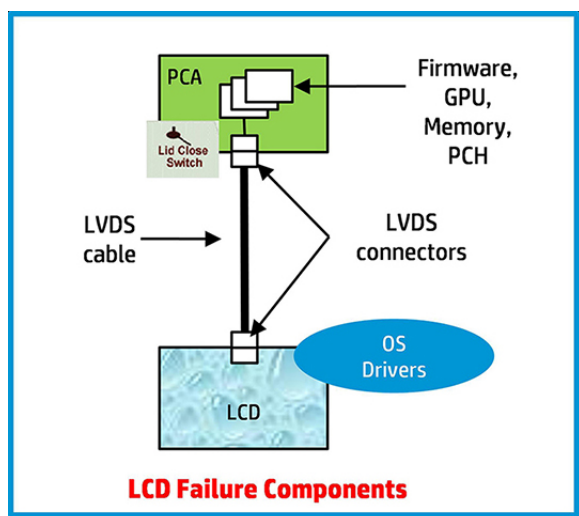 PCA
Firmware,
GPU,
Memory,
PCH
Lid Close
Switch
LVDS
cable
LVDS
connectors
OS
Drivers
LCD
LCD Failure Components